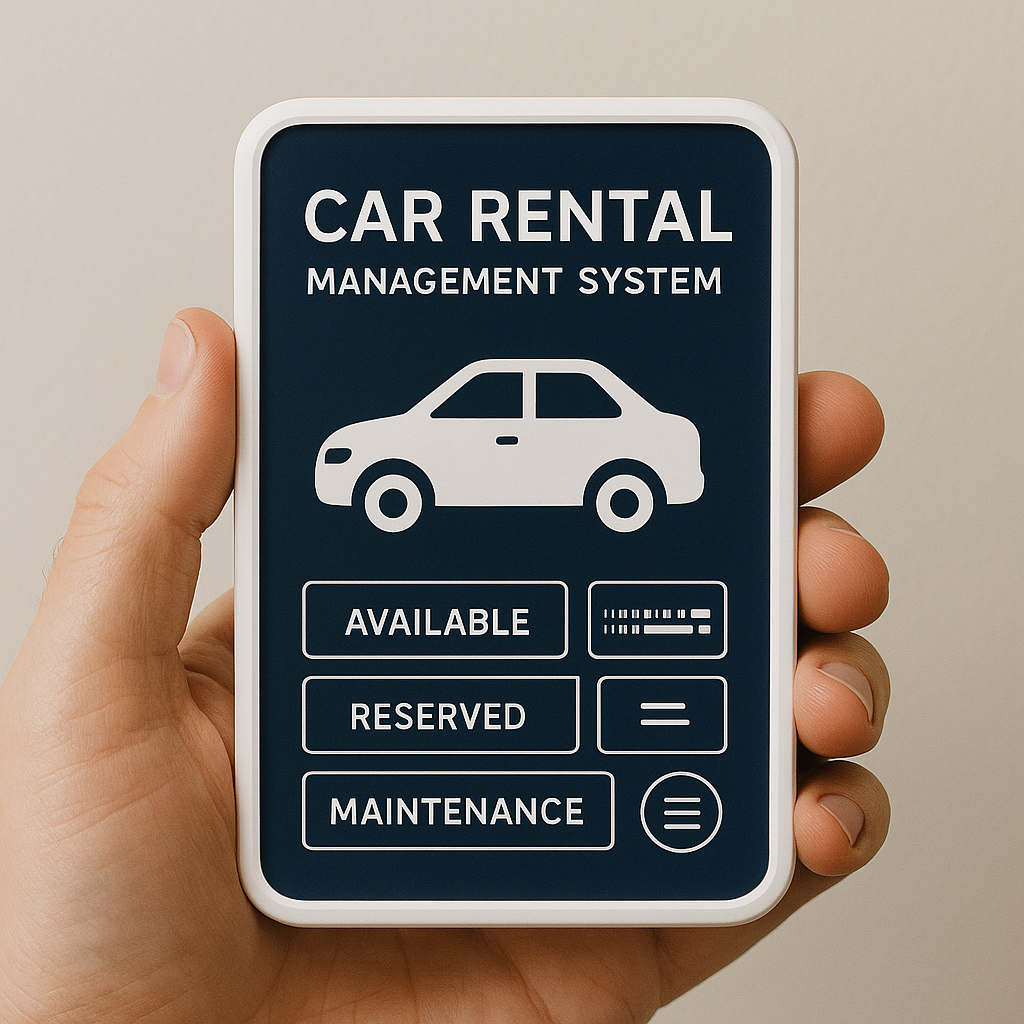 CAR RENTAL
MANAGEMENT SYSTEM
AVAILABLE
RESERVED
MAINTENANCE